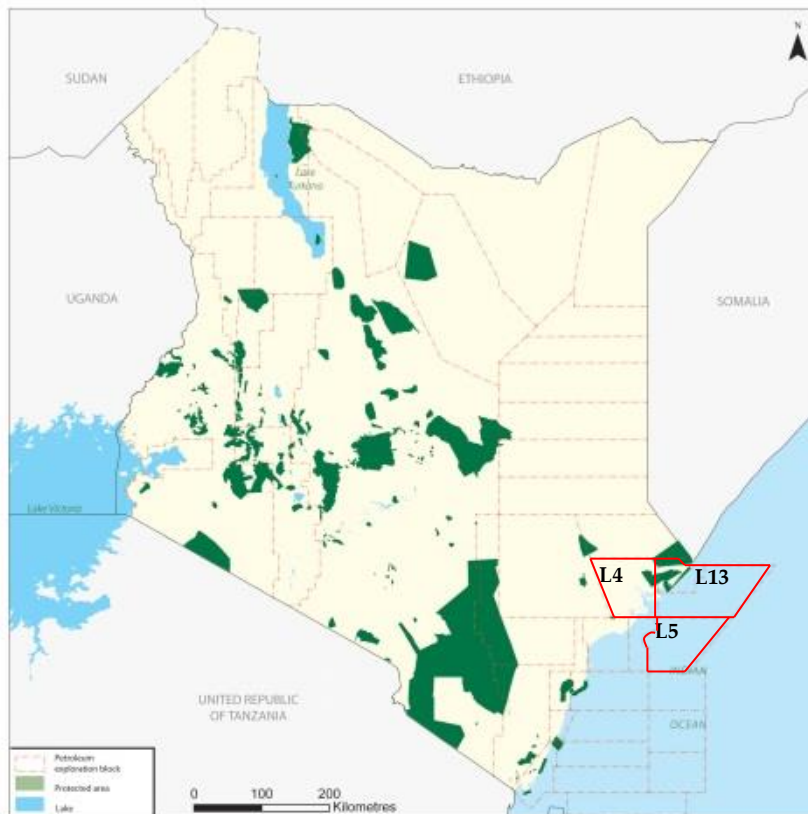 N
SUDAN
ETHIOPIA
Lake
Turkana
UGANDA
SOMALIA
Lake Victoria
L4
L13
L5
INDIAN
OCEAN
UNITED REPUBLIC
OF TANZANIA
Petroleum
exploration block
Protected area
Lake
0 100 200
Kilometres